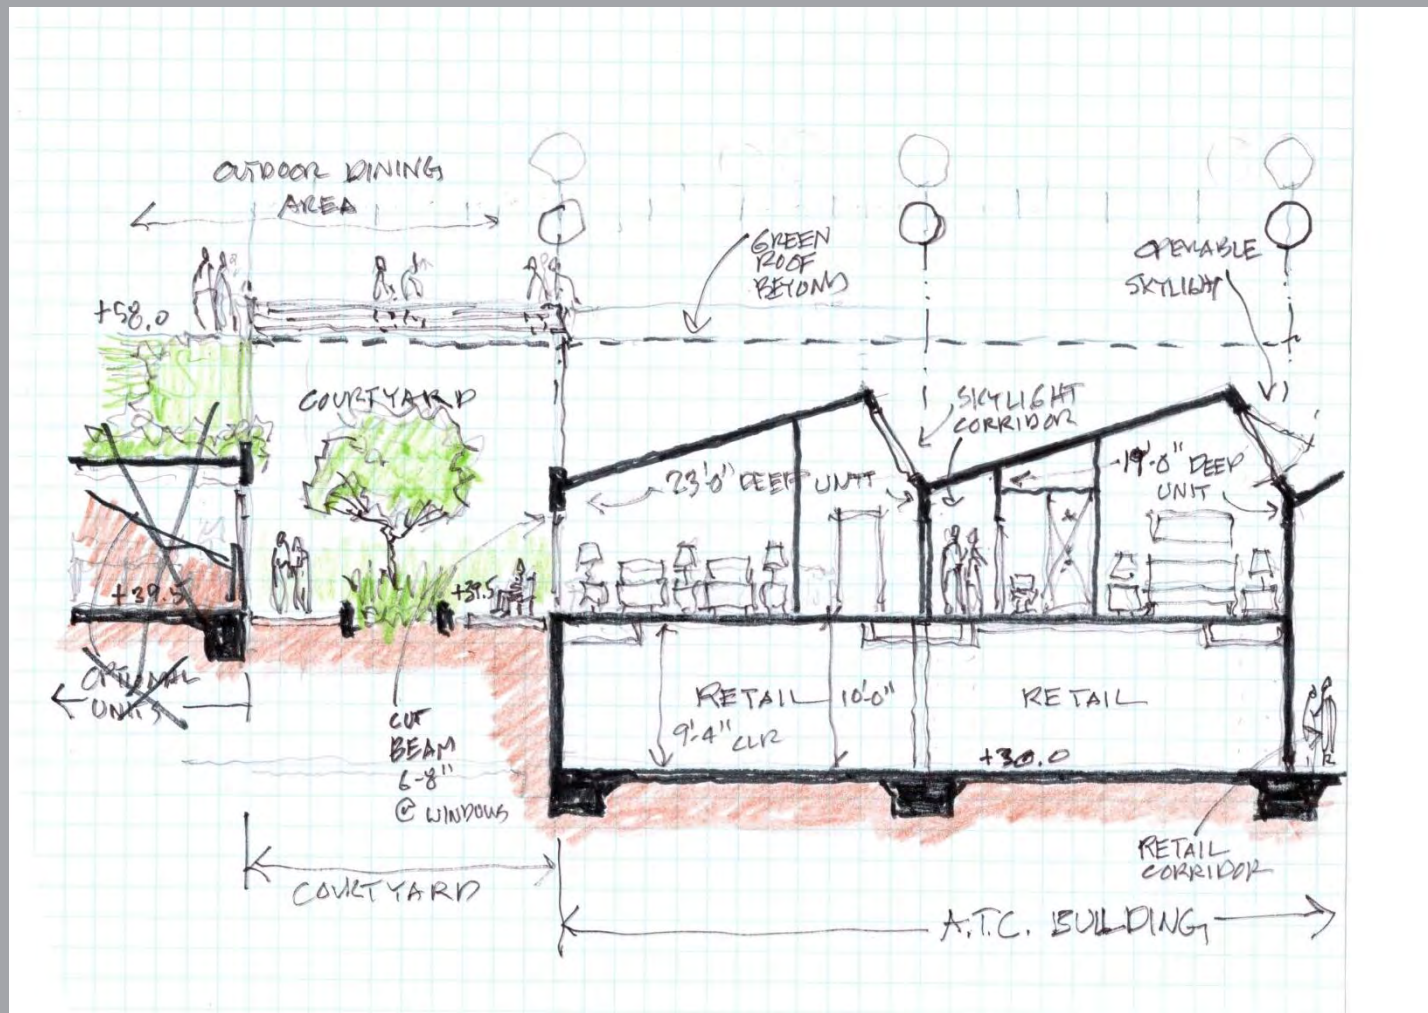 OUTDOOR DINING
AREA
+58.0
GREEN
ROOF
BEYOND
OPERABLE
SKYLIGHT
COURTYARD
SKYLIGHT
CORRIDOR
23'-0" DEEP UNIT
19'-0" DEEP
UNIT
+39.5
+39.5
OPTIONAL
UNITS
CUT
BEAM
6-8"
@ WINDOWS
RETAIL
10'-0"
9'-4" CLR
RETAIL
+30.0
RETAIL
CORRIDOR
COURTYARD
A.T.C. BUILDING